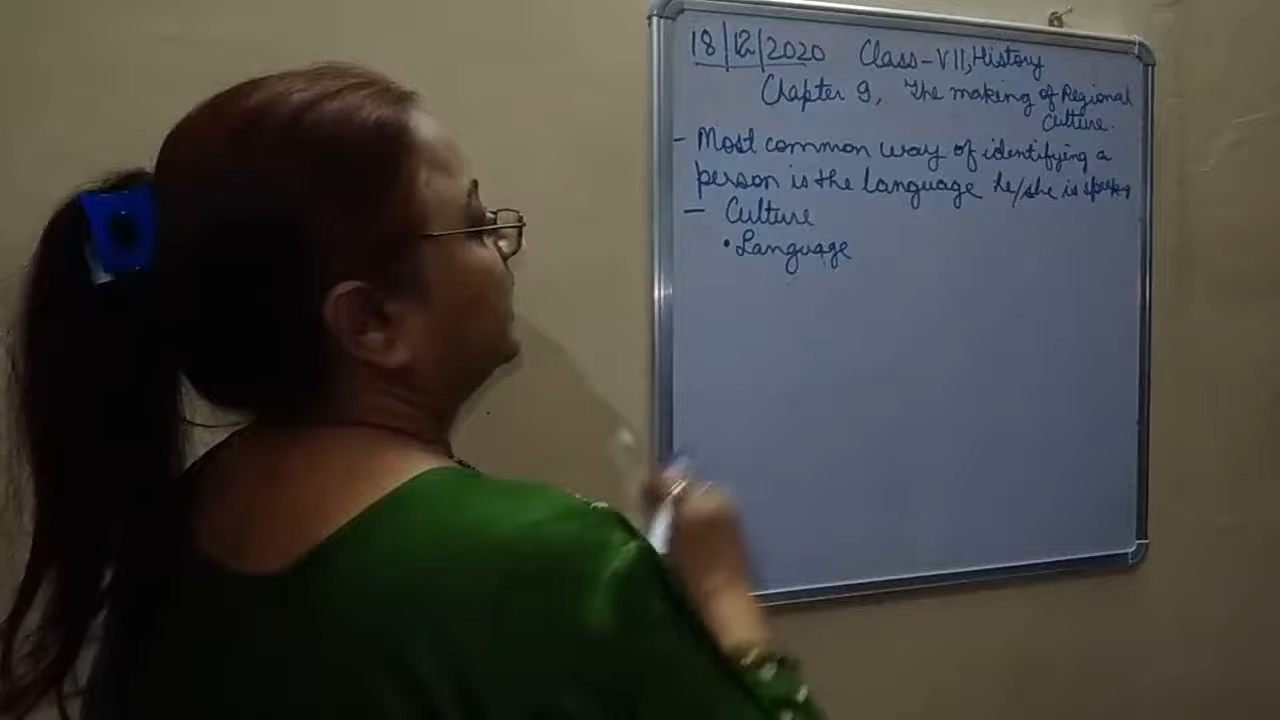 18/12/2020 Class-VII, History
Chapter 9, The making of Regional
Culture.
- Most common way of identifying a
person is the language he/she is speaking
- Culture
• Language